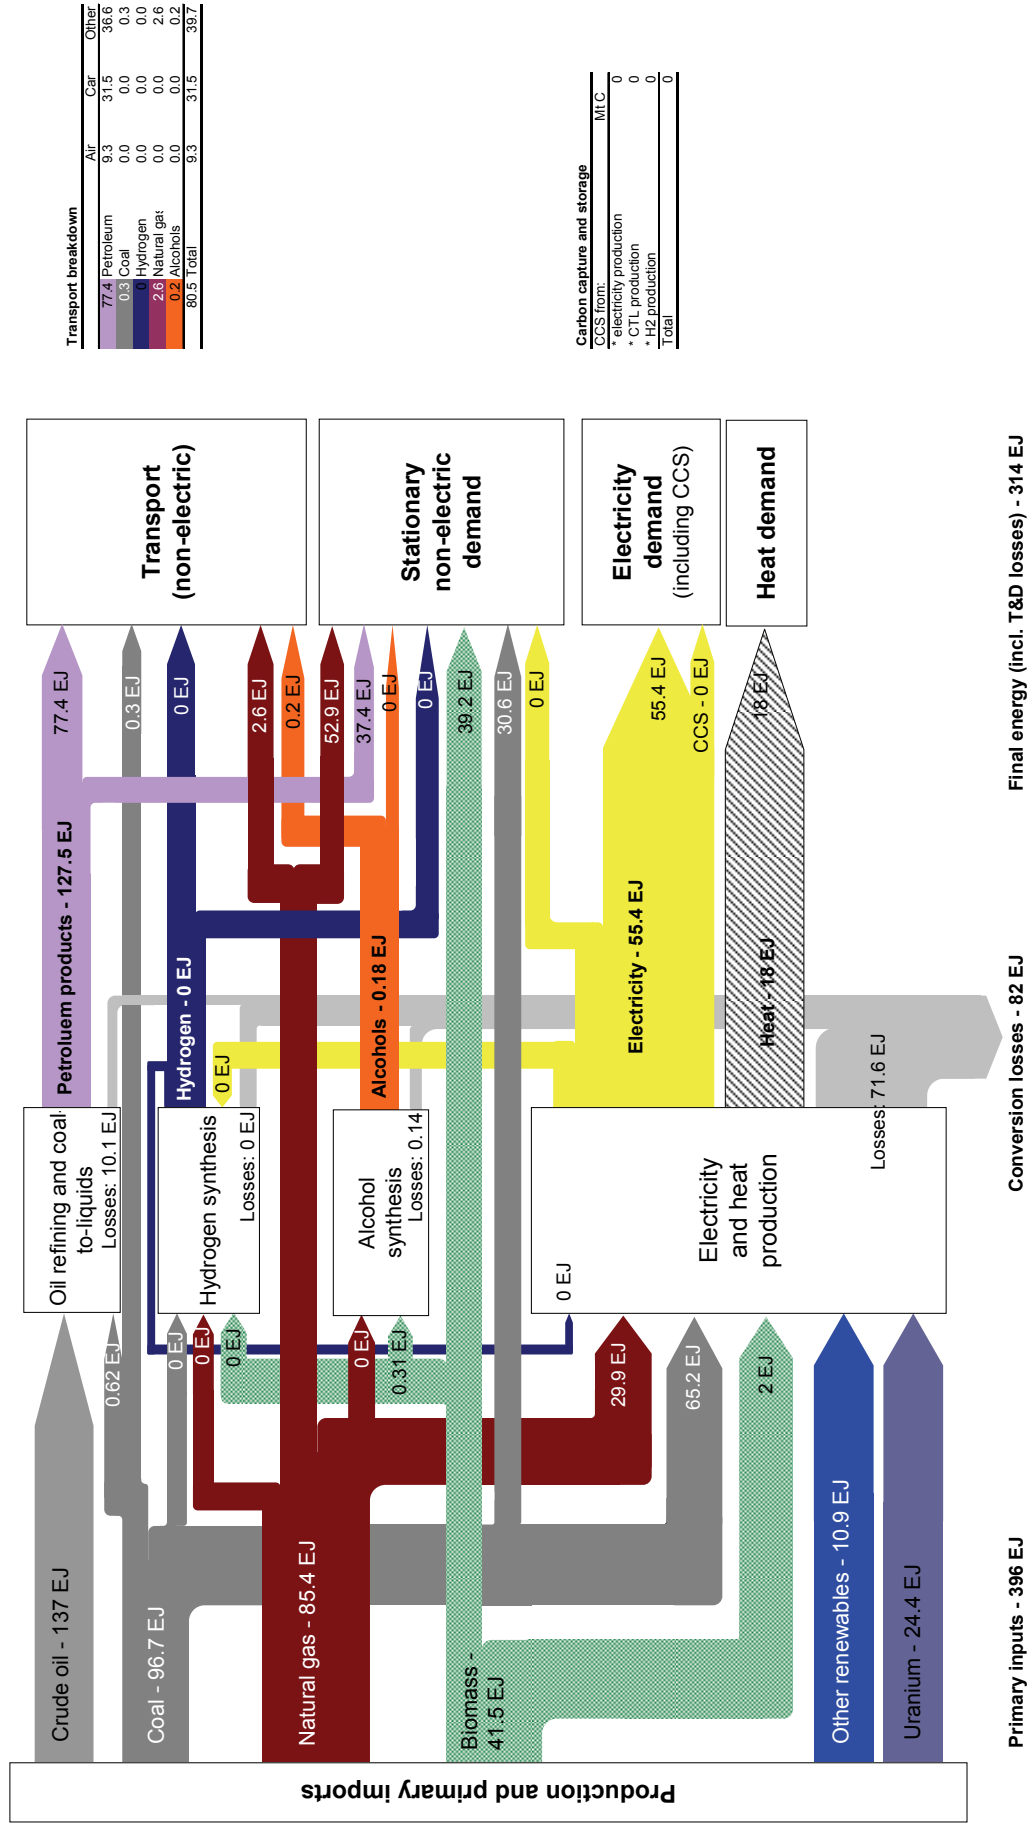 Production and primary imports
Crude oil - 137 EJ
Coal - 96.7 EJ
Natural gas - 85.4 EJ
Biomass -
41.5 EJ
Other renewables - 10.9 EJ
Uranium - 24.4 EJ
0.62 EJ
0 EJ
0 EJ
0 EJ
0 EJ
0.31 EJ
0 EJ
29.9 EJ
65.2 EJ
2 EJ
Oil refining and coal-
to-liquids
Losses: 10.1 EJ
Hydrogen synthesis
Losses: 0 EJ
Alcohol
synthesis
Losses: 0.14
Electricity
and heat
production
Losses: 71.6 EJ
Petroluem products - 127.5 EJ
Hydrogen - 0 EJ
0 EJ
Alcohols - 0.18 EJ
Electricity - 55.4 EJ
Heat - 18 EJ
77.4 EJ
0.3 EJ
0 EJ
2.6 EJ
0.2 EJ
52.9 EJ
37.4 EJ
0 EJ
0 EJ
39.2 EJ
30.6 EJ
0 EJ
55.4 EJ
CCS - 0 EJ
18 EJ
Transport
(non-electric)
Stationary
non-electric
demand
Electricity
demand
(including CCS)
Heat demand
Primary inputs - 396 EJ
Conversion losses - 82 EJ
Final energy (incl. T&D losses) - 314 EJ
Transport breakdown
Air Car Other
77.4 Petroleum 9.3 31.5 36.6
0.3 Coal 0.0 0.0 0.3
0 Hydrogen 0.0 0.0 0.0
2.6 Natural gas 0.0 0.0 2.6
0.2 Alcohols 0.0 0.0 0.2
80.5 Total 9.3 31.5 39.7
Carbon capture and storage
CCS from: Mt C
* electricity production 0
* CTL production 0
* H2 production 0
Total 0